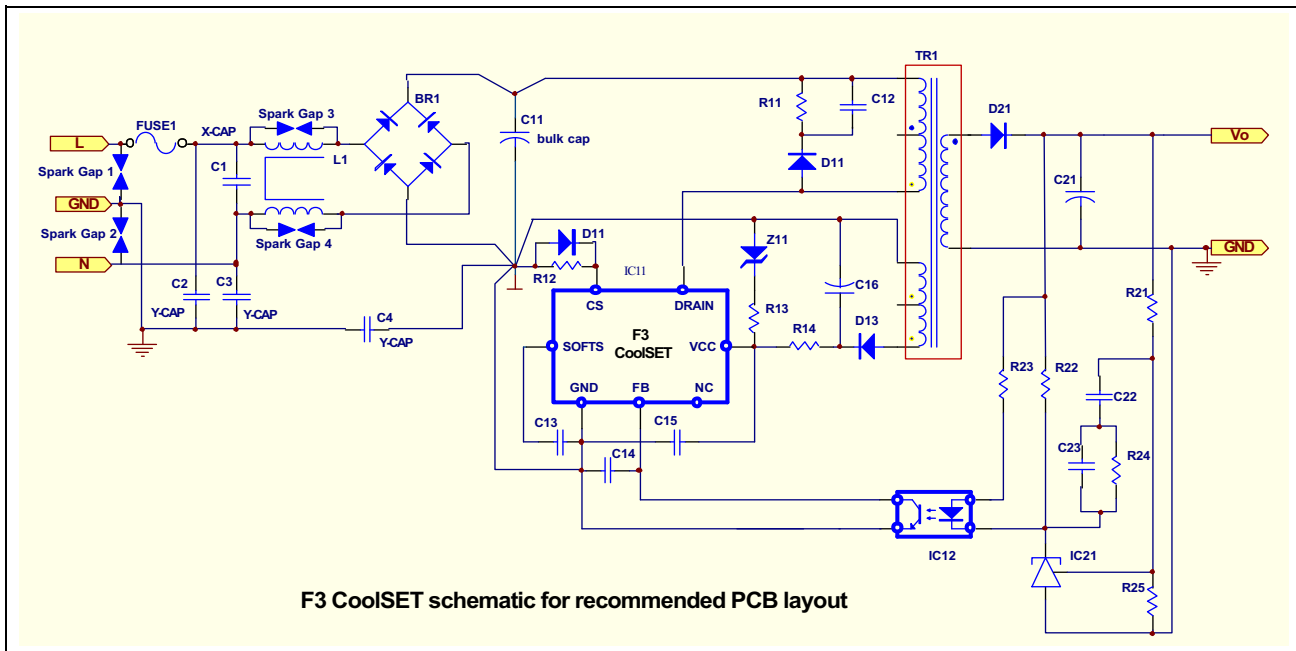 TR1
BR1
R11
C12
Spark Gap 3
FUSE1
X-CAP
C11
bulk cap
D21
Vo
L
L1
D11
Spark Gap 1
C1
C21
GND
Spark Gap 2
Spark Gap 4
D11
Z11
GND
N
R12
IC11
CS
DRAIN
C16
C2
C3
R13
R21
Y-CAP
Y-CAP
C4
Y-CAP
F3
CoolSET
SOFTS
VCC
R14
D13
R23
R22
GND
FB
NC
C22
C13
C15
C14
C23
R24
IC12
IC21
R25
F3 CoolSET schematic for recommended PCB layout